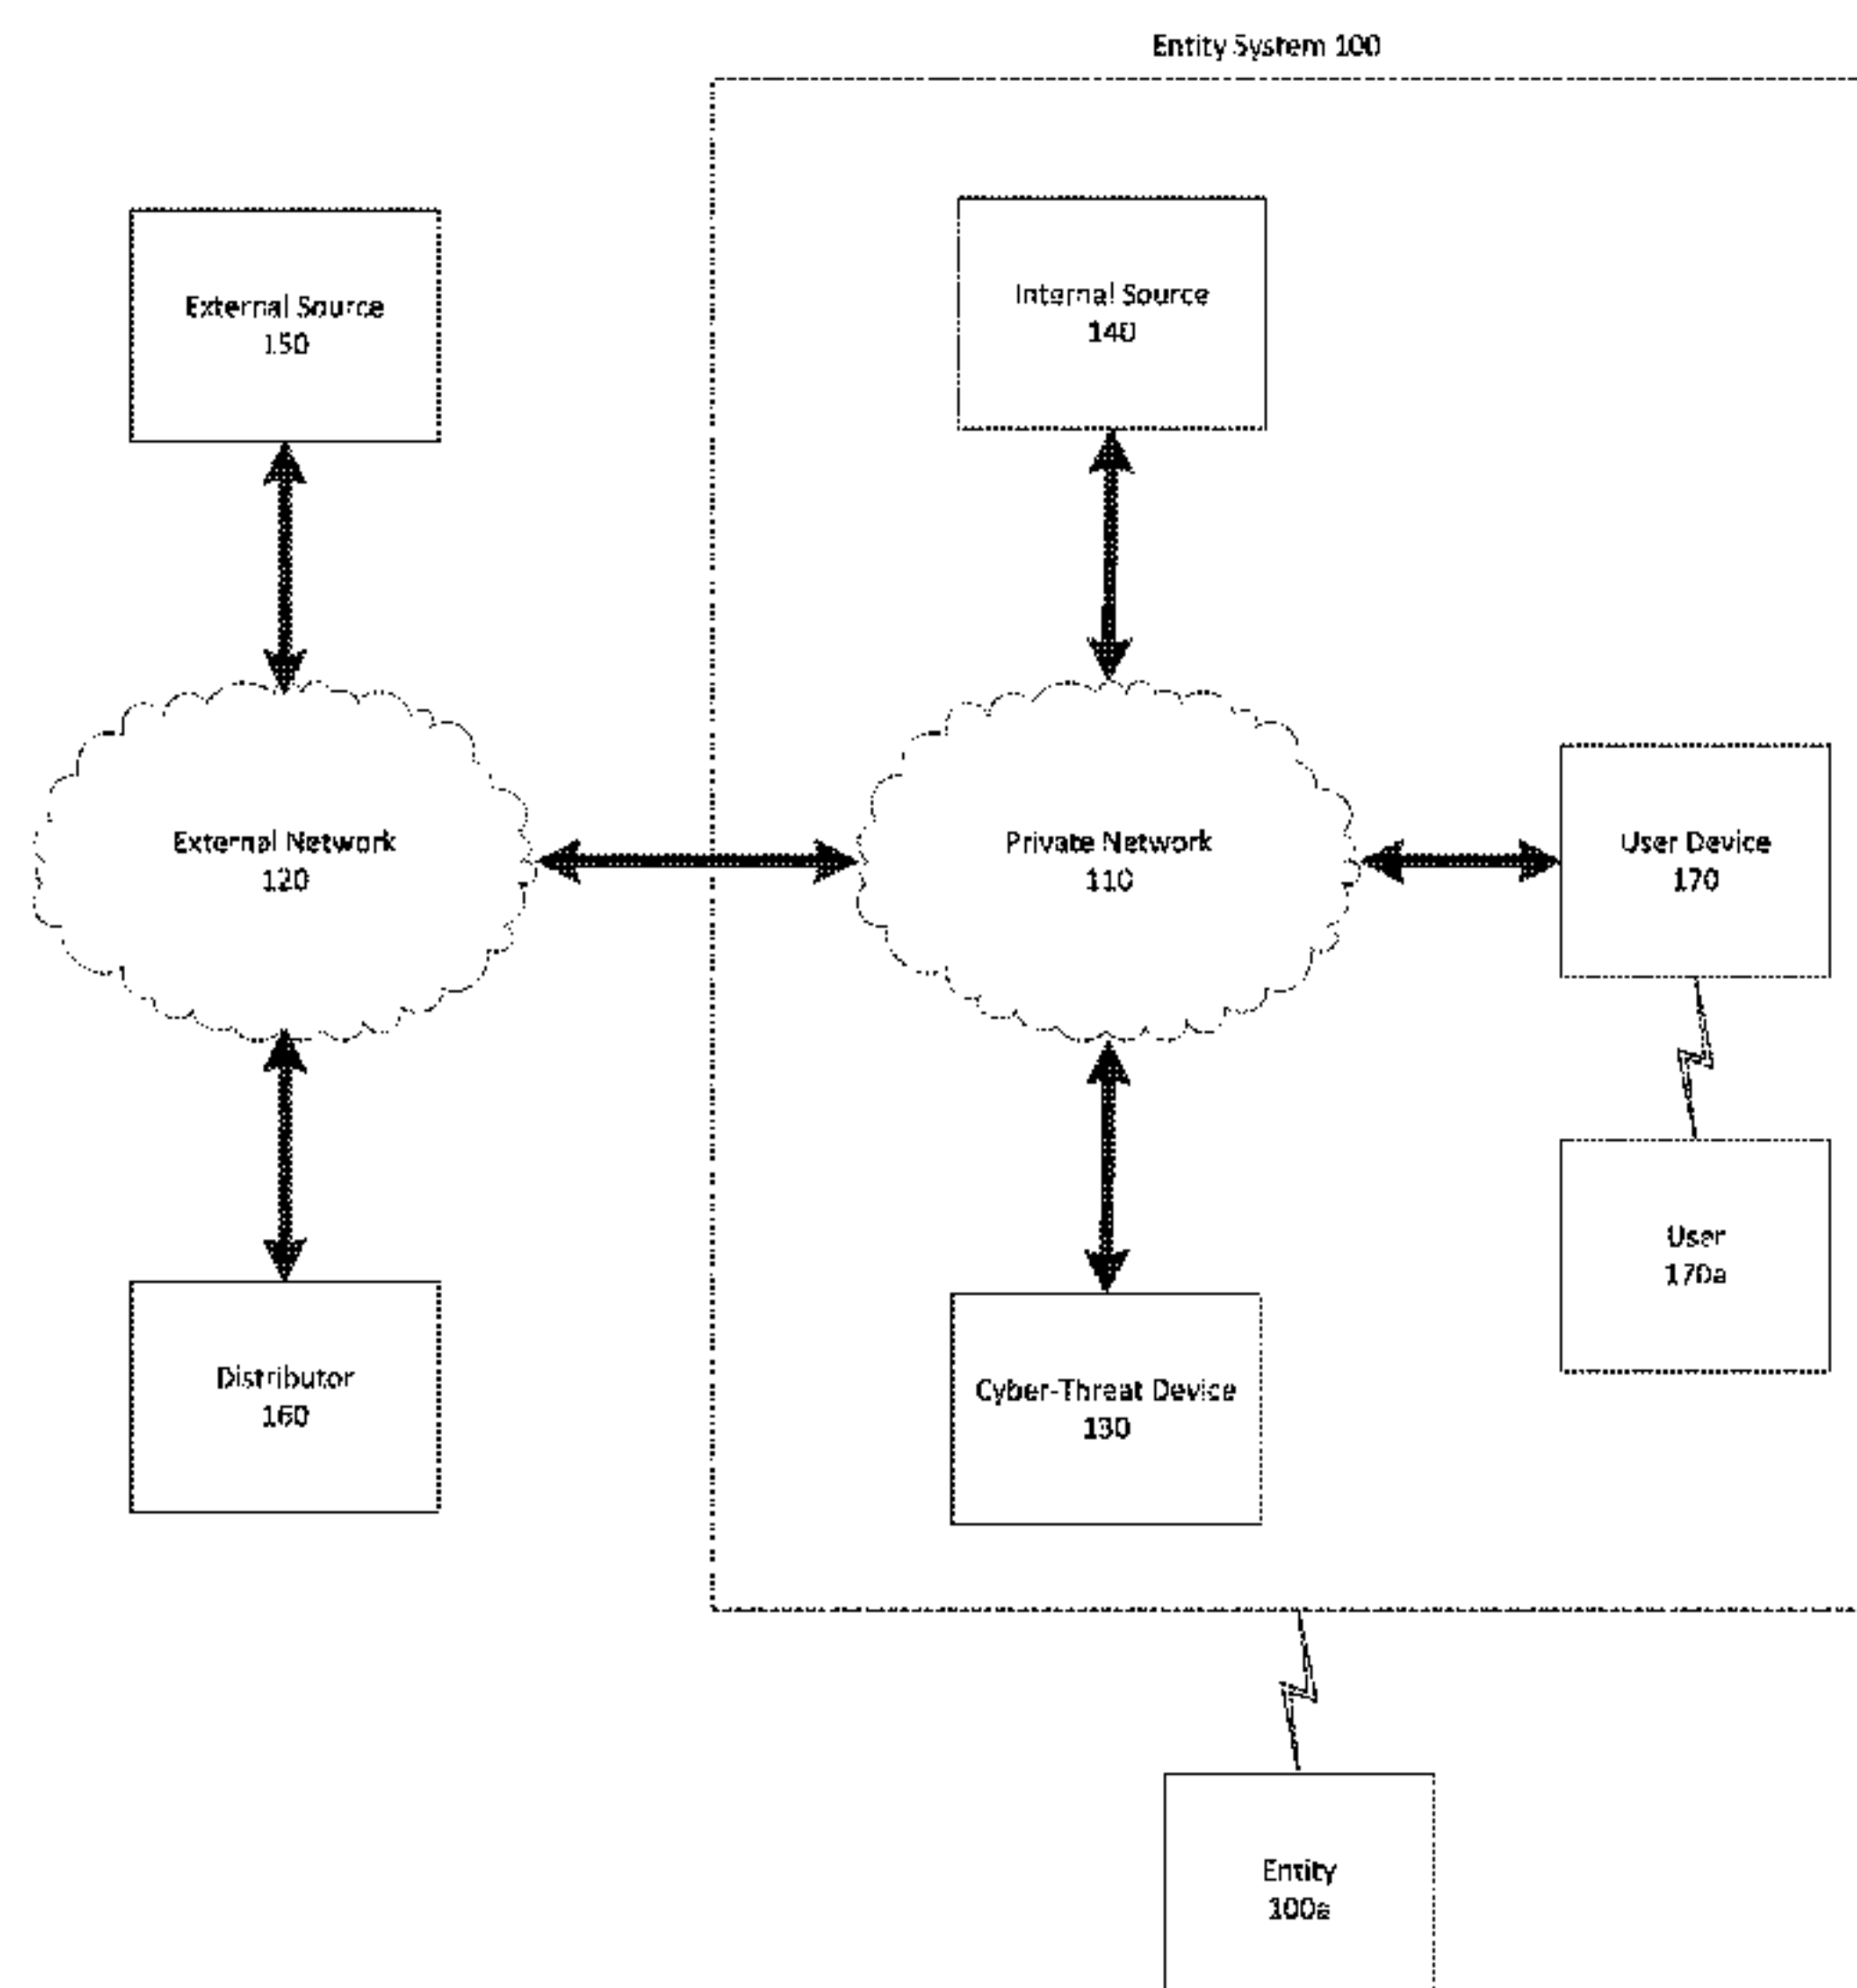 Entity System 100
External Source
150
Internal Source
140
External Network
120
Private Network
110
User Device
170
User
170a
Distributor
160
Cyber-Threat Device
130
Entity
100a